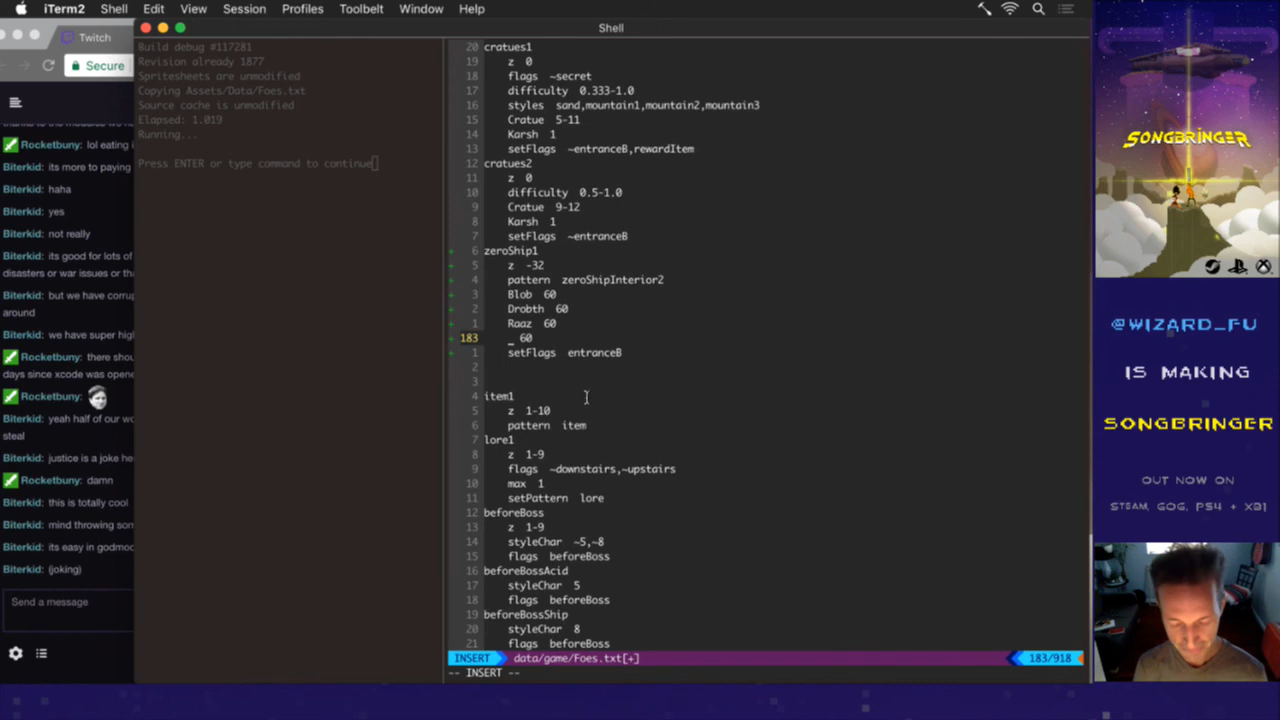 iTerm2 Shell Edit View Session Profiles Toolbelt Window Help
Shell
Twitch
Secure
Rocketbuny: lol eating i
Biterkid: its more to paying
Biterkid: haha
Biterkid: yes
Biterkid: not really
Biterkid: its good for lots of
disasters or war issues or th
Biterkid: but we have corrup
around
Biterkid: we have super high
Rocketbuny: there shou
days since xcode was opene
Rocketbuny:
Rocketbuny: yeah half of our wo
steal
Biterkid: justice is a joke he
Rocketbuny: damn
Biterkid: this is totally cool
Biterkid: mind throwing som
Biterkid: its easy in godmod
Biterkid: (joking)
Send a message
Build debug #117281
Revision already 1877
Spritesheets are unmodified
Copying Assets/Data/Foes.txt
Source cache is unmodified
Elapsed: 1.019
Running...
Press ENTER or type command to continue
20 cratues1
19 z 0
18 flags ~secret
17 difficulty 0.333-1.0
16 styles sand,mountain1,mountain2,mountain3
15 Cratue 5-11
14 Karsh 1
13 setFlags ~entranceB,rewardItem
12 cratues2
11 z 0
10 difficulty 0.5-1.0
9 Cratue 9-12
8 Karsh 1
7 setFlags ~entranceB
+ 6 zeroShip1
+ 5 z -32
+ 4 pattern zeroShipInterior2
+ 3 Blob 60
+ 2 Drobth 60
+ 1 Raaz 60
+ 183 _ 60
+ 1 setFlags entranceB
2
3
4 item1
5 z 1-10
6 pattern item
7 lore1
8 z 1-9
9 flags ~downstairs,~upstairs
10 max 1
11 setPattern lore
12 beforeBoss
13 z 1-9
14 styleChar ~5,~8
15 flags beforeBoss
16 beforeBossAcid
17 styleChar 5
18 flags beforeBoss
19 beforeBossShip
20 styleChar 8
21 flags beforeBoss
INSERT data/game/Foes.txt[+] 183/918
-- INSERT --
SONGBRINGER
@WIZARD_FU
IS MAKING
SONGBRINGER
OUT NOW ON
STEAM, GOG, PS4 + XB1